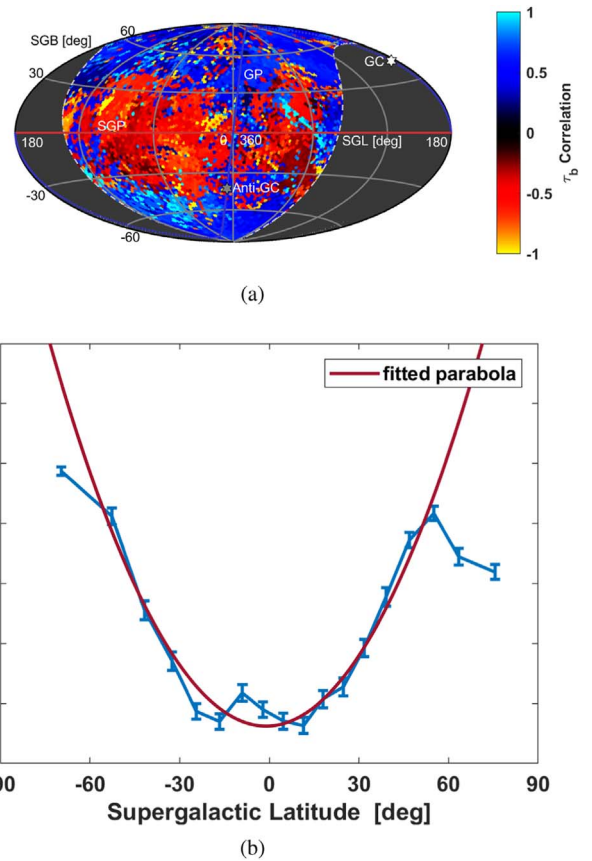 1
SGB [deg]
60
GC
30
GP
0.5
SGP
180
0 360
SGL [deg]
180
0
-30
Anti-GC
-0.5
-60
-1
τb Correlation
(a)
fitted parabola
00
-60
-30
0
30
60
90
Supergalactic Latitude [deg]
(b)